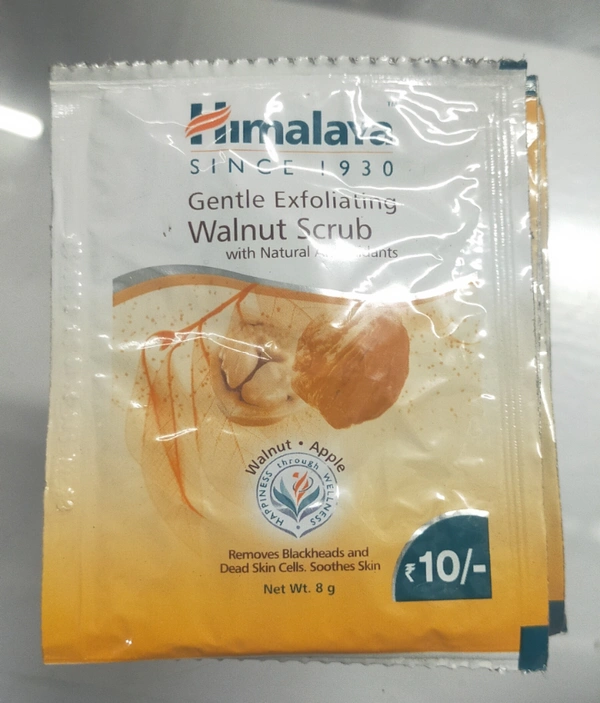 Himalaya
SINCE 1930
Gentle Exfoliating
Walnut Scrub
with Natural
Walnut • Apple
HAPPINESS through WELLNESS
Removes Blackheads and
Dead Skin Cells. Soothes Skin
₹10/-
Net Wt. 8 g